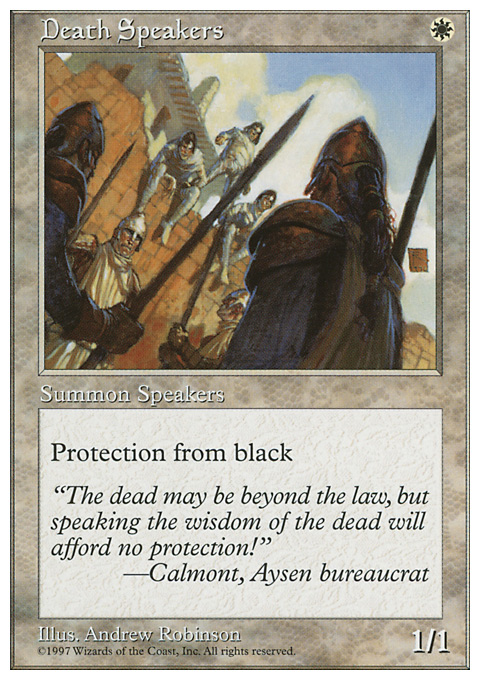 Death Speakers
Summon Speakers
Protection from black
“The dead may be beyond the law, but
speaking the wisdom of the dead will
afford no protection!”
—Calmont, Aysen bureaucrat
Illus. Andrew Robinson
1/1
©1997 Wizards of the Coast, Inc. All rights reserved.